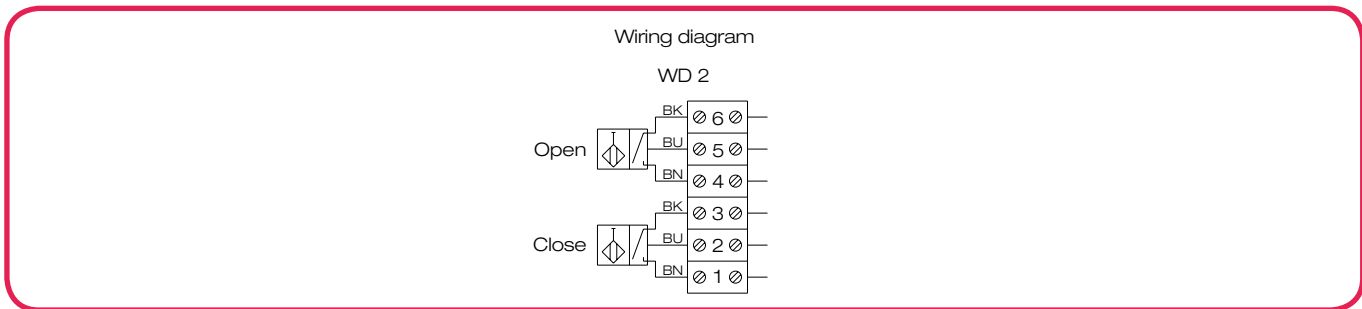 Wiring diagram
WD 2
BK 6
Open BU 5
BN 4
BK 3
Close BU 2
BN 1